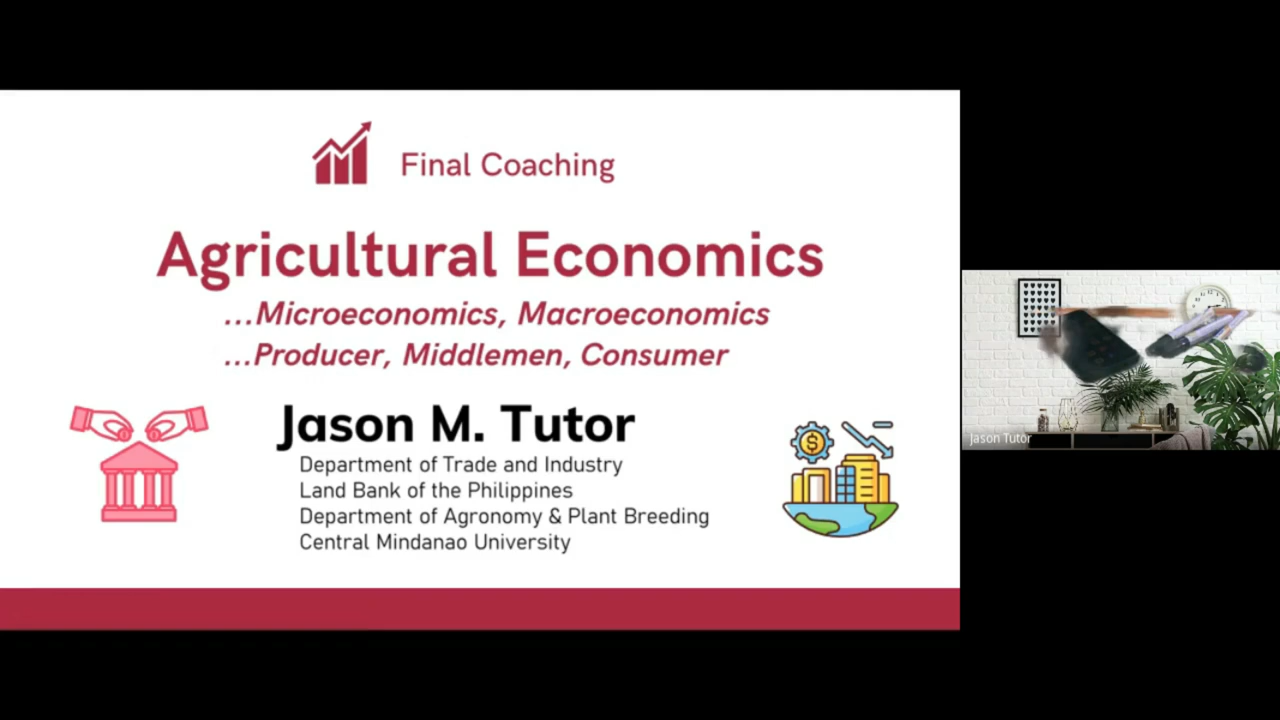 Final Coaching
Agricultural Economics
...Microeconomics, Macroeconomics
...Producer, Middlemen, Consumer
Jason M. Tutor
Department of Trade and Industry
Land Bank of the Philippines
Department of Agronomy & Plant Breeding
Central Mindanao University
$
Jason Tutor